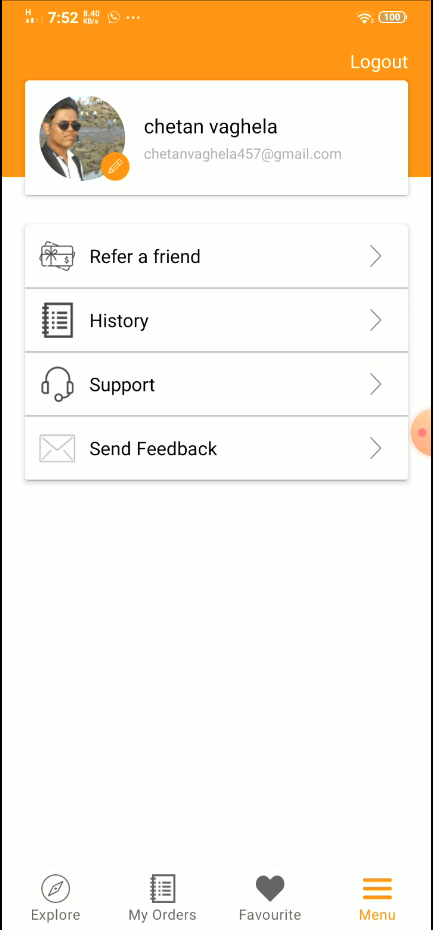 H 7:52 8.40 KB/s 100
Logout
chetan vaghela
chetanvaghela457@gmail.com
Refer a friend
$
History
Support
Send Feedback
Explore My Orders Favourite Menu